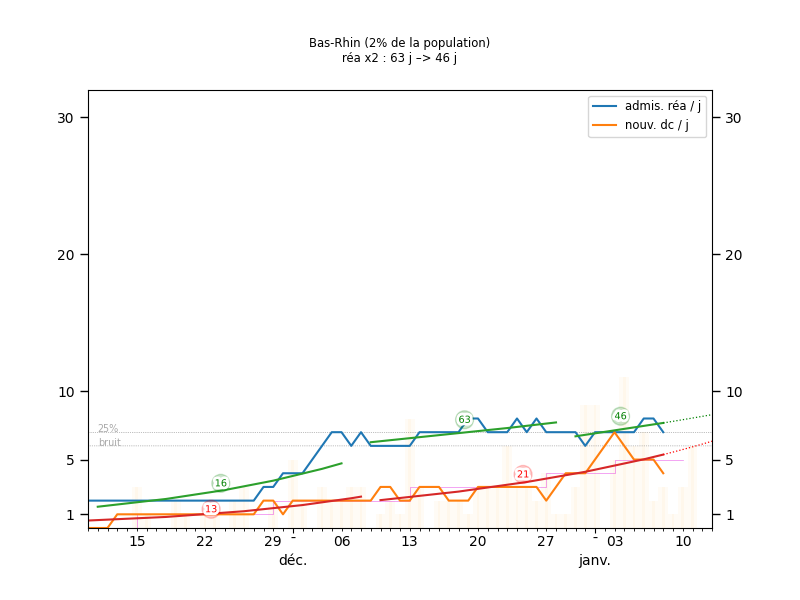 Bas-Rhin (2% de la population)
réa x2 : 63 j –> 46 j
admis. réa / j
nouv. dc / j
30 30
20 20
10 10
5 5
1 1
25%
bruit
16
13
63
21
46
15 22 29 - 06 13 20 27 - 03 10
déc. janv.